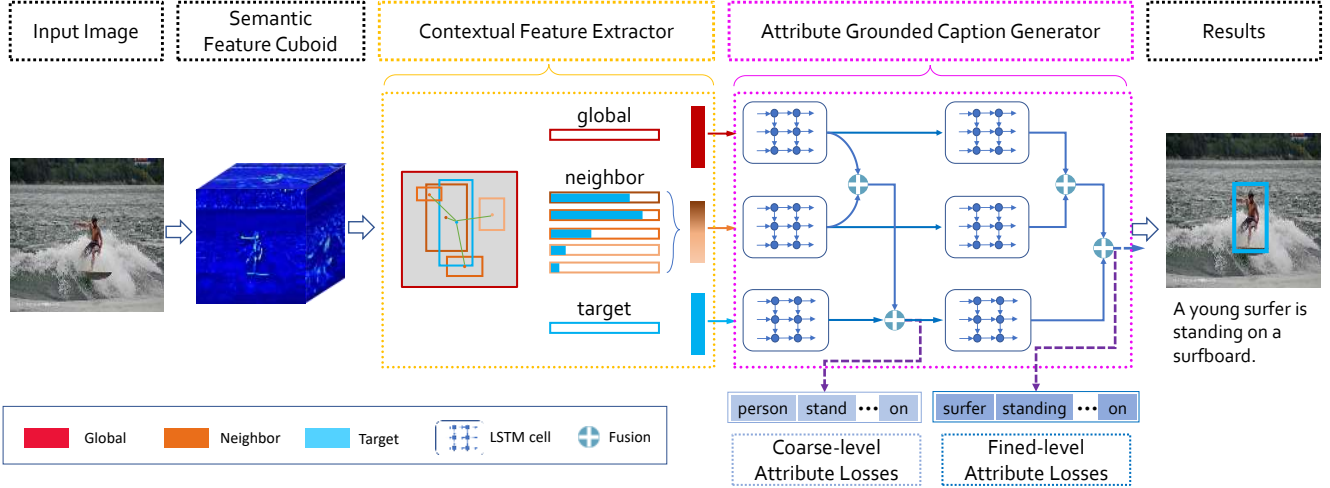 Input Image
Semantic
Feature Cuboid
Contextual Feature Extractor
Attribute Grounded Caption Generator
Results
global
neighbor
target
A young surfer is
standing on a
surfboard.
person stand ••• on
surfer standing ••• on
Coarse-level
Attribute Losses
Fined-level
Attribute Losses
Global
Neighbor
Target
LSTM cell
Fusion